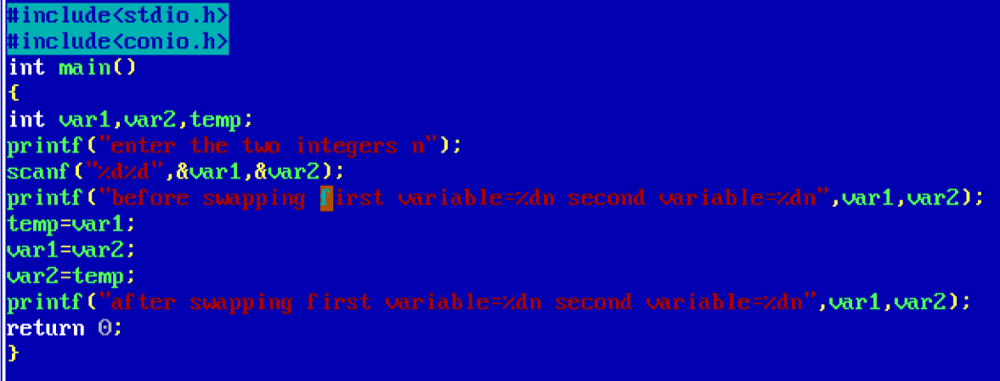 #include<stdio.h>
#include<conio.h>
int main()
{
int var1,var2,temp;
printf("enter the two integers n");
scanf("%d%d",&var1,&var2);
printf("before swapping first variable=%dn second variable=%dn",var1,var2);
temp=var1;
var1=var2;
var2=temp;
printf("after swapping first variable=%dn second variable=%dn",var1,var2);
return 0;
}